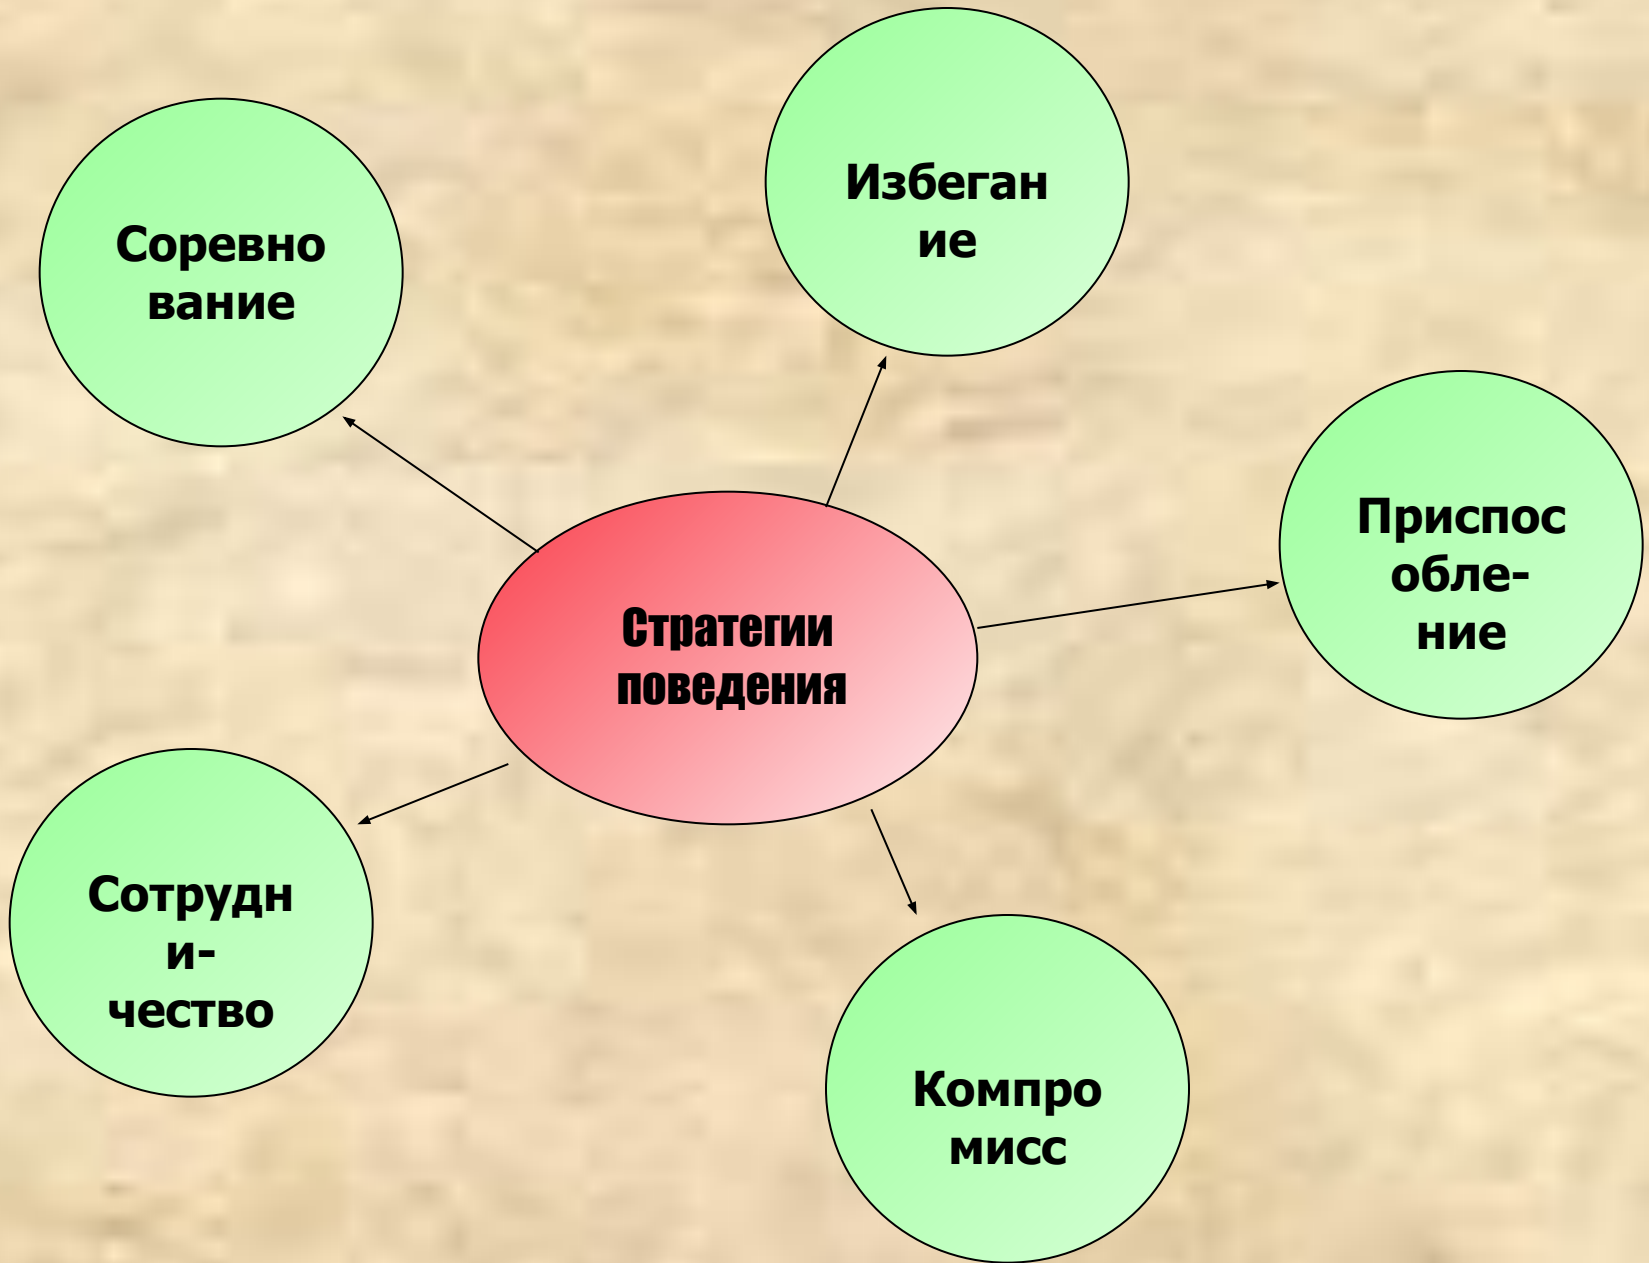 Избеган
ие
Соревно
вание
Приспос
обле-
ние
Стратегии
поведения
Сотрудн
и-
чество
Компро
мисс